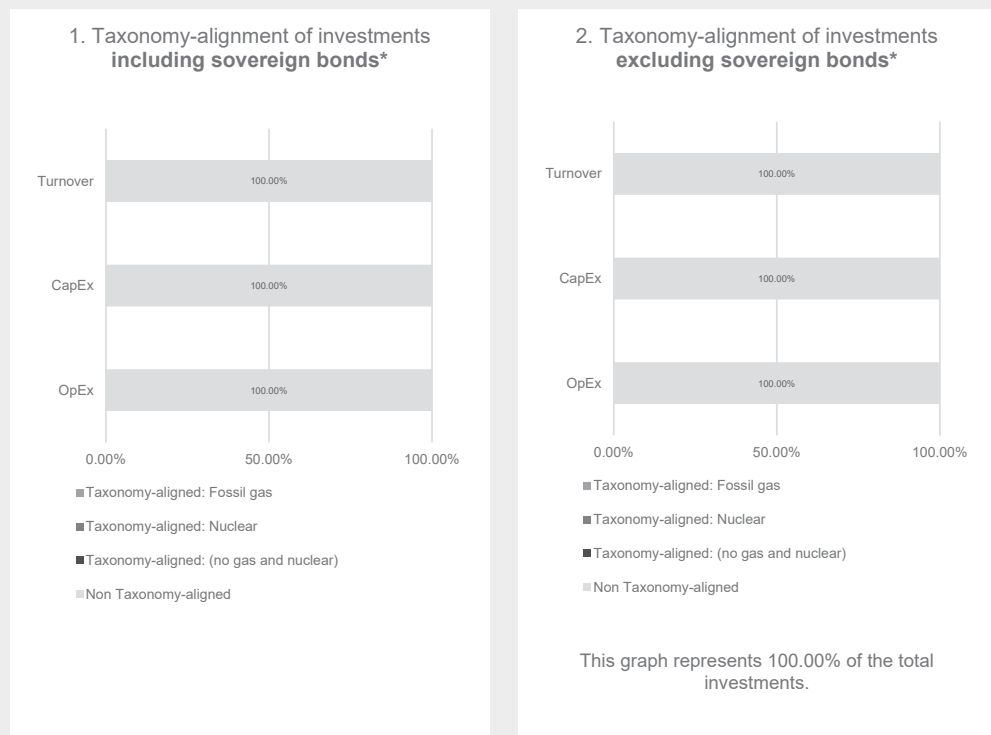 1. Taxonomy-alignment of investments
including sovereign bonds*
Turnover
100.00%
CapEx
100.00%
OpEx
100.00%
0.00%
50.00%
100.00%
Taxonomy-aligned: Fossil gas
Taxonomy-aligned: Nuclear
Taxonomy-aligned: (no gas and nuclear)
Non Taxonomy-aligned
2. Taxonomy-alignment of investments
excluding sovereign bonds*
Turnover
100.00%
CapEx
100.00%
OpEx
100.00%
0.00%
50.00%
100.00%
Taxonomy-aligned: Fossil gas
Taxonomy-aligned: Nuclear
Taxonomy-aligned: (no gas and nuclear)
Non Taxonomy-aligned
This graph represents 100.00% of the total
investments.